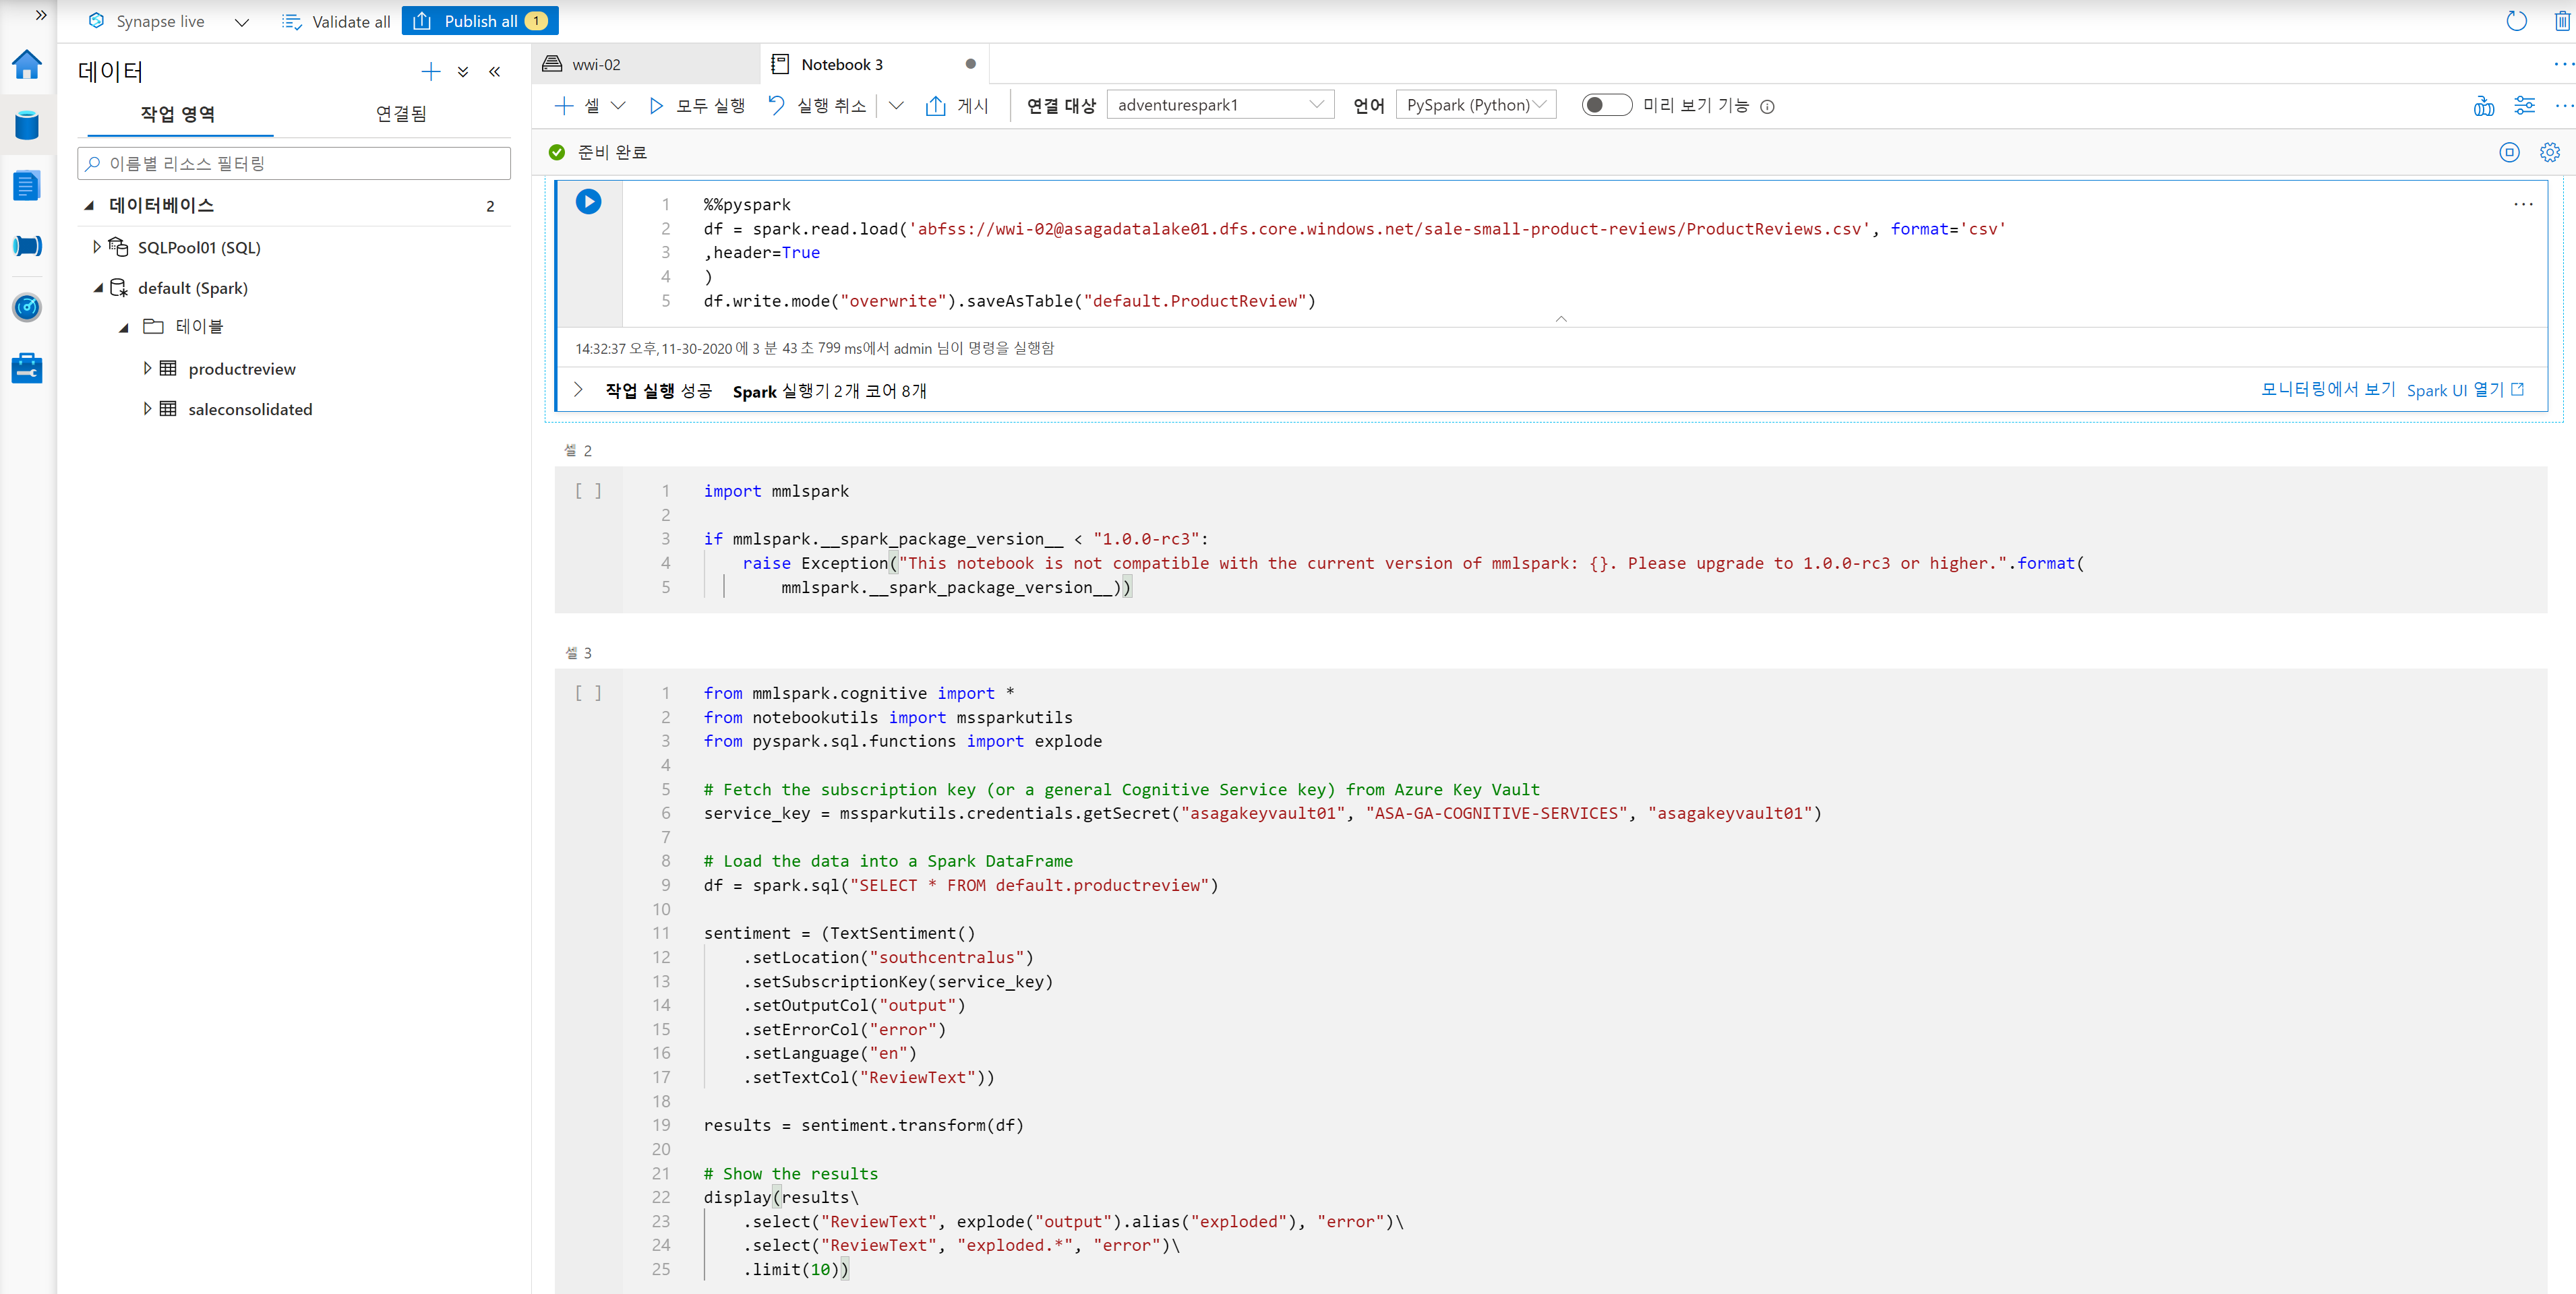 Synapse live
Validate all
Publish all 1
데이터
작업 영역
연결됨
이름별 리소스 필터링
데이터베이스 2
SQLPool01 (SQL)
default (Spark)
테이블
productreview
saleconsolidated
wwi-02
Notebook 3
셀
모두 실행
실행 취소
게시
연결 대상 adventurespark1
언어 PySpark (Python)
미리 보기 기능
준비 완료
1 %%pyspark
2 df = spark.read.load('abfss://wwi-02@asagadatalake01.dfs.core.windows.net/sale-small-product-reviews/ProductReviews.csv', format='csv'
3 ,header=True
4 )
5 df.write.mode("overwrite").saveAsTable("default.ProductReview")
14:32:37 오후,11-30-2020 에 3 분 43 초 799 ms에서 admin 님이 명령을 실행함
작업 실행 성공 Spark 실행기 2개 코어 8개
모니터링에서 보기 Spark UI 열기
셀 2
[ ]
1 import mmlspark
2
3 if mmlspark.__spark_package_version__ < "1.0.0-rc3":
4     raise Exception("This notebook is not compatible with the current version of mmlspark: {}. Please upgrade to 1.0.0-rc3 or higher.".format(
5         mmlspark.__spark_package_version__))
셀 3
[ ]
1 from mmlspark.cognitive import *
2 from notebookutils import mssparkutils
3 from pyspark.sql.functions import explode
4
5 # Fetch the subscription key (or a general Cognitive Service key) from Azure Key Vault
6 service_key = mssparkutils.credentials.getSecret("asagakeyvault01", "ASA-GA-COGNITIVE-SERVICES", "asagakeyvault01")
7
8 # Load the data into a Spark DataFrame
9 df = spark.sql("SELECT * FROM default.productreview")
10
11 sentiment = (TextSentiment()
12     .setLocation("southcentralus")
13     .setSubscriptionKey(service_key)
14     .setOutputCol("output")
15     .setErrorCol("error")
16     .setLanguage("en")
17     .setTextCol("ReviewText"))
18
19 results = sentiment.transform(df)
20
21 # Show the results
22 display(results\
23     .select("ReviewText", explode("output").alias("exploded"), "error")\
24     .select("ReviewText", "exploded.*", "error")\
25     .limit(10))